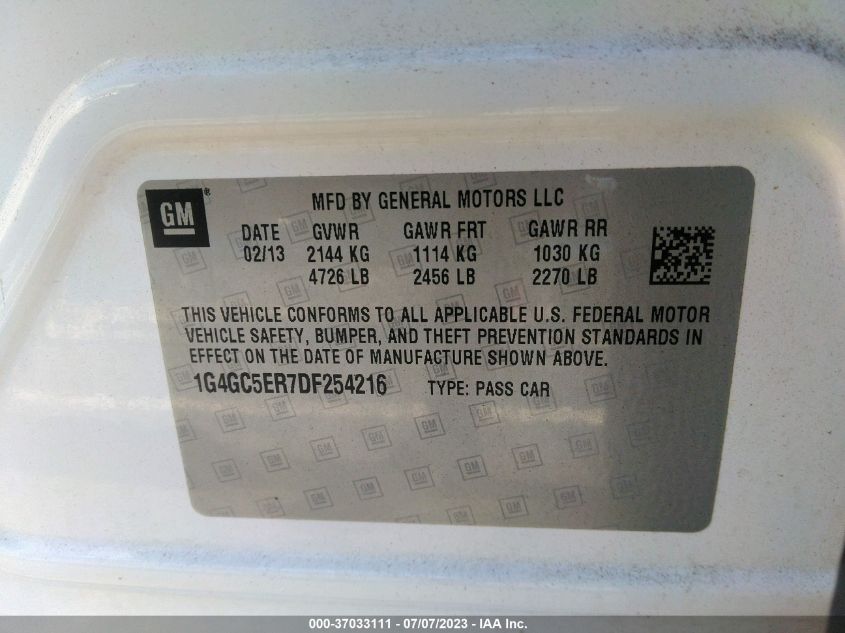 GM ®
MFD BY GENERAL MOTORS LLC
DATE GVWR GAWR FRT GAWR RR
02/13 2144 KG 1114 KG 1030 KG
4726 LB 2456 LB 2270 LB
THIS VEHICLE CONFORMS TO ALL APPLICABLE U.S. FEDERAL MOTOR
VEHICLE SAFETY, BUMPER, AND THEFT PREVENTION STANDARDS IN
EFFECT ON THE DATE OF MANUFACTURE SHOWN ABOVE.
1G4GC5ER7DF254216 TYPE: PASS CAR
000-37033111 - 07/07/2023 - IAA Inc.